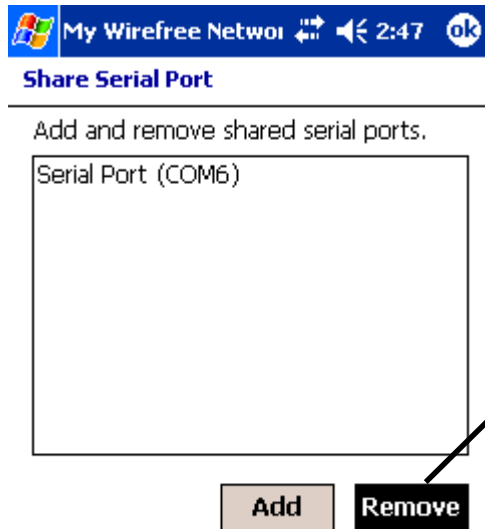 My Wirefree Networ 2:47 ok
Share Serial Port
Add and remove shared serial ports.
Serial Port (COM6)
Add Remove